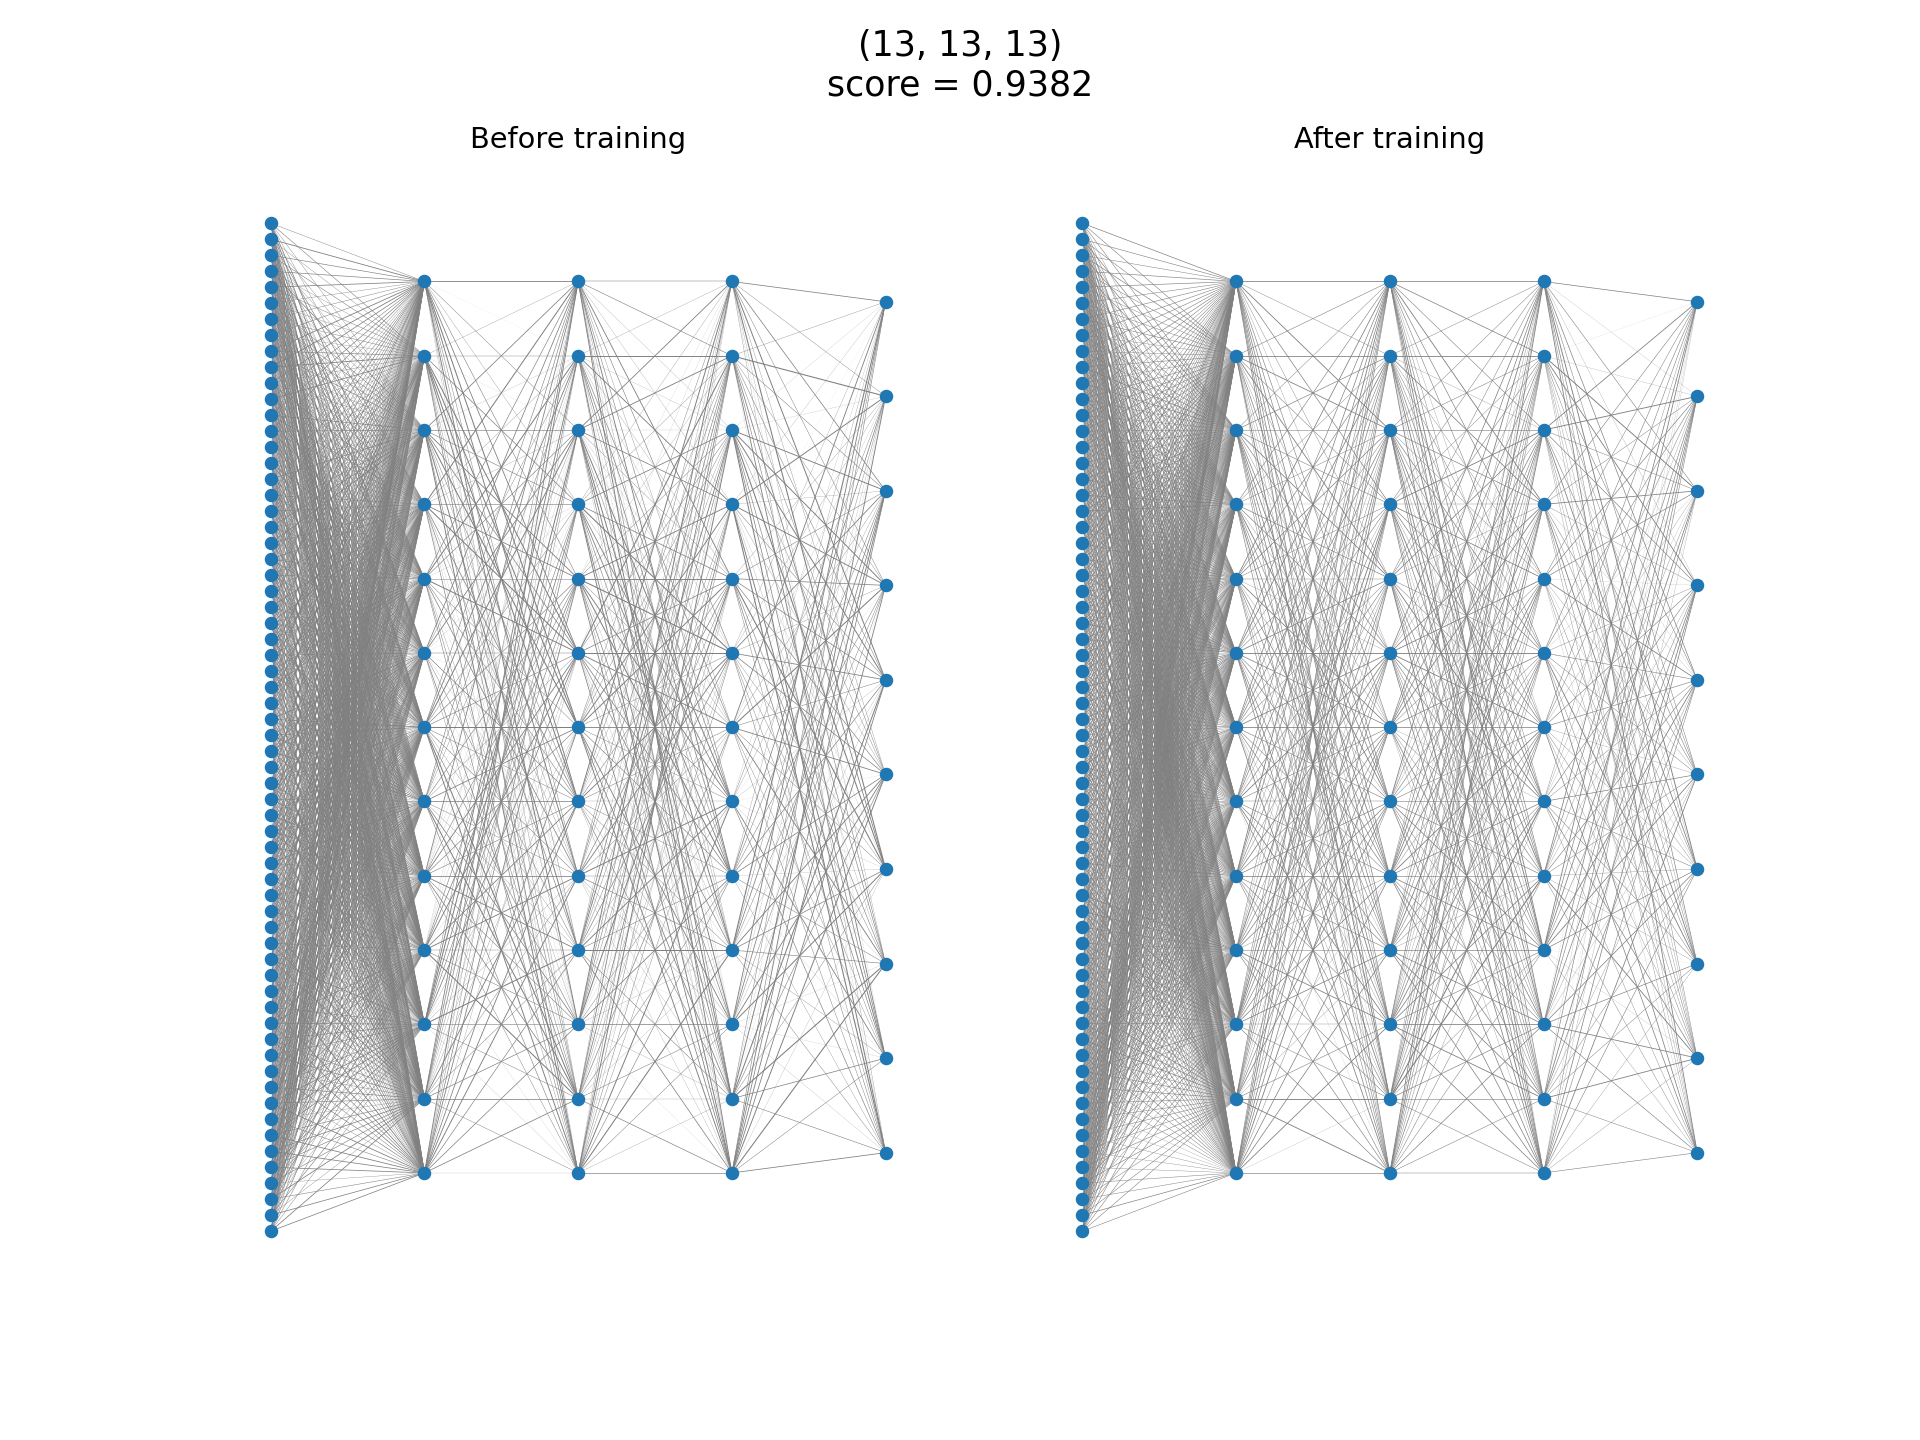 (13, 13, 13)
score = 0.9382
Before training
After training